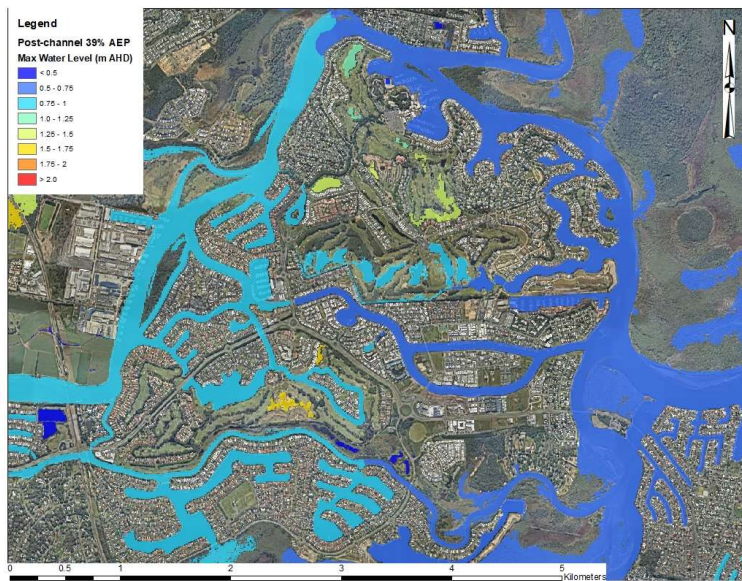 Legend
Post-channel 39% AEP
Max Water Level (m AHD)
< 0.5
0.5 - 0.75
0.75 - 1
1.0 - 1.25
1.25 - 1.5
1.5 - 1.75
1.75 - 2
> 2.0
N
0 0.5 1 2 3 4 5
Kilometers